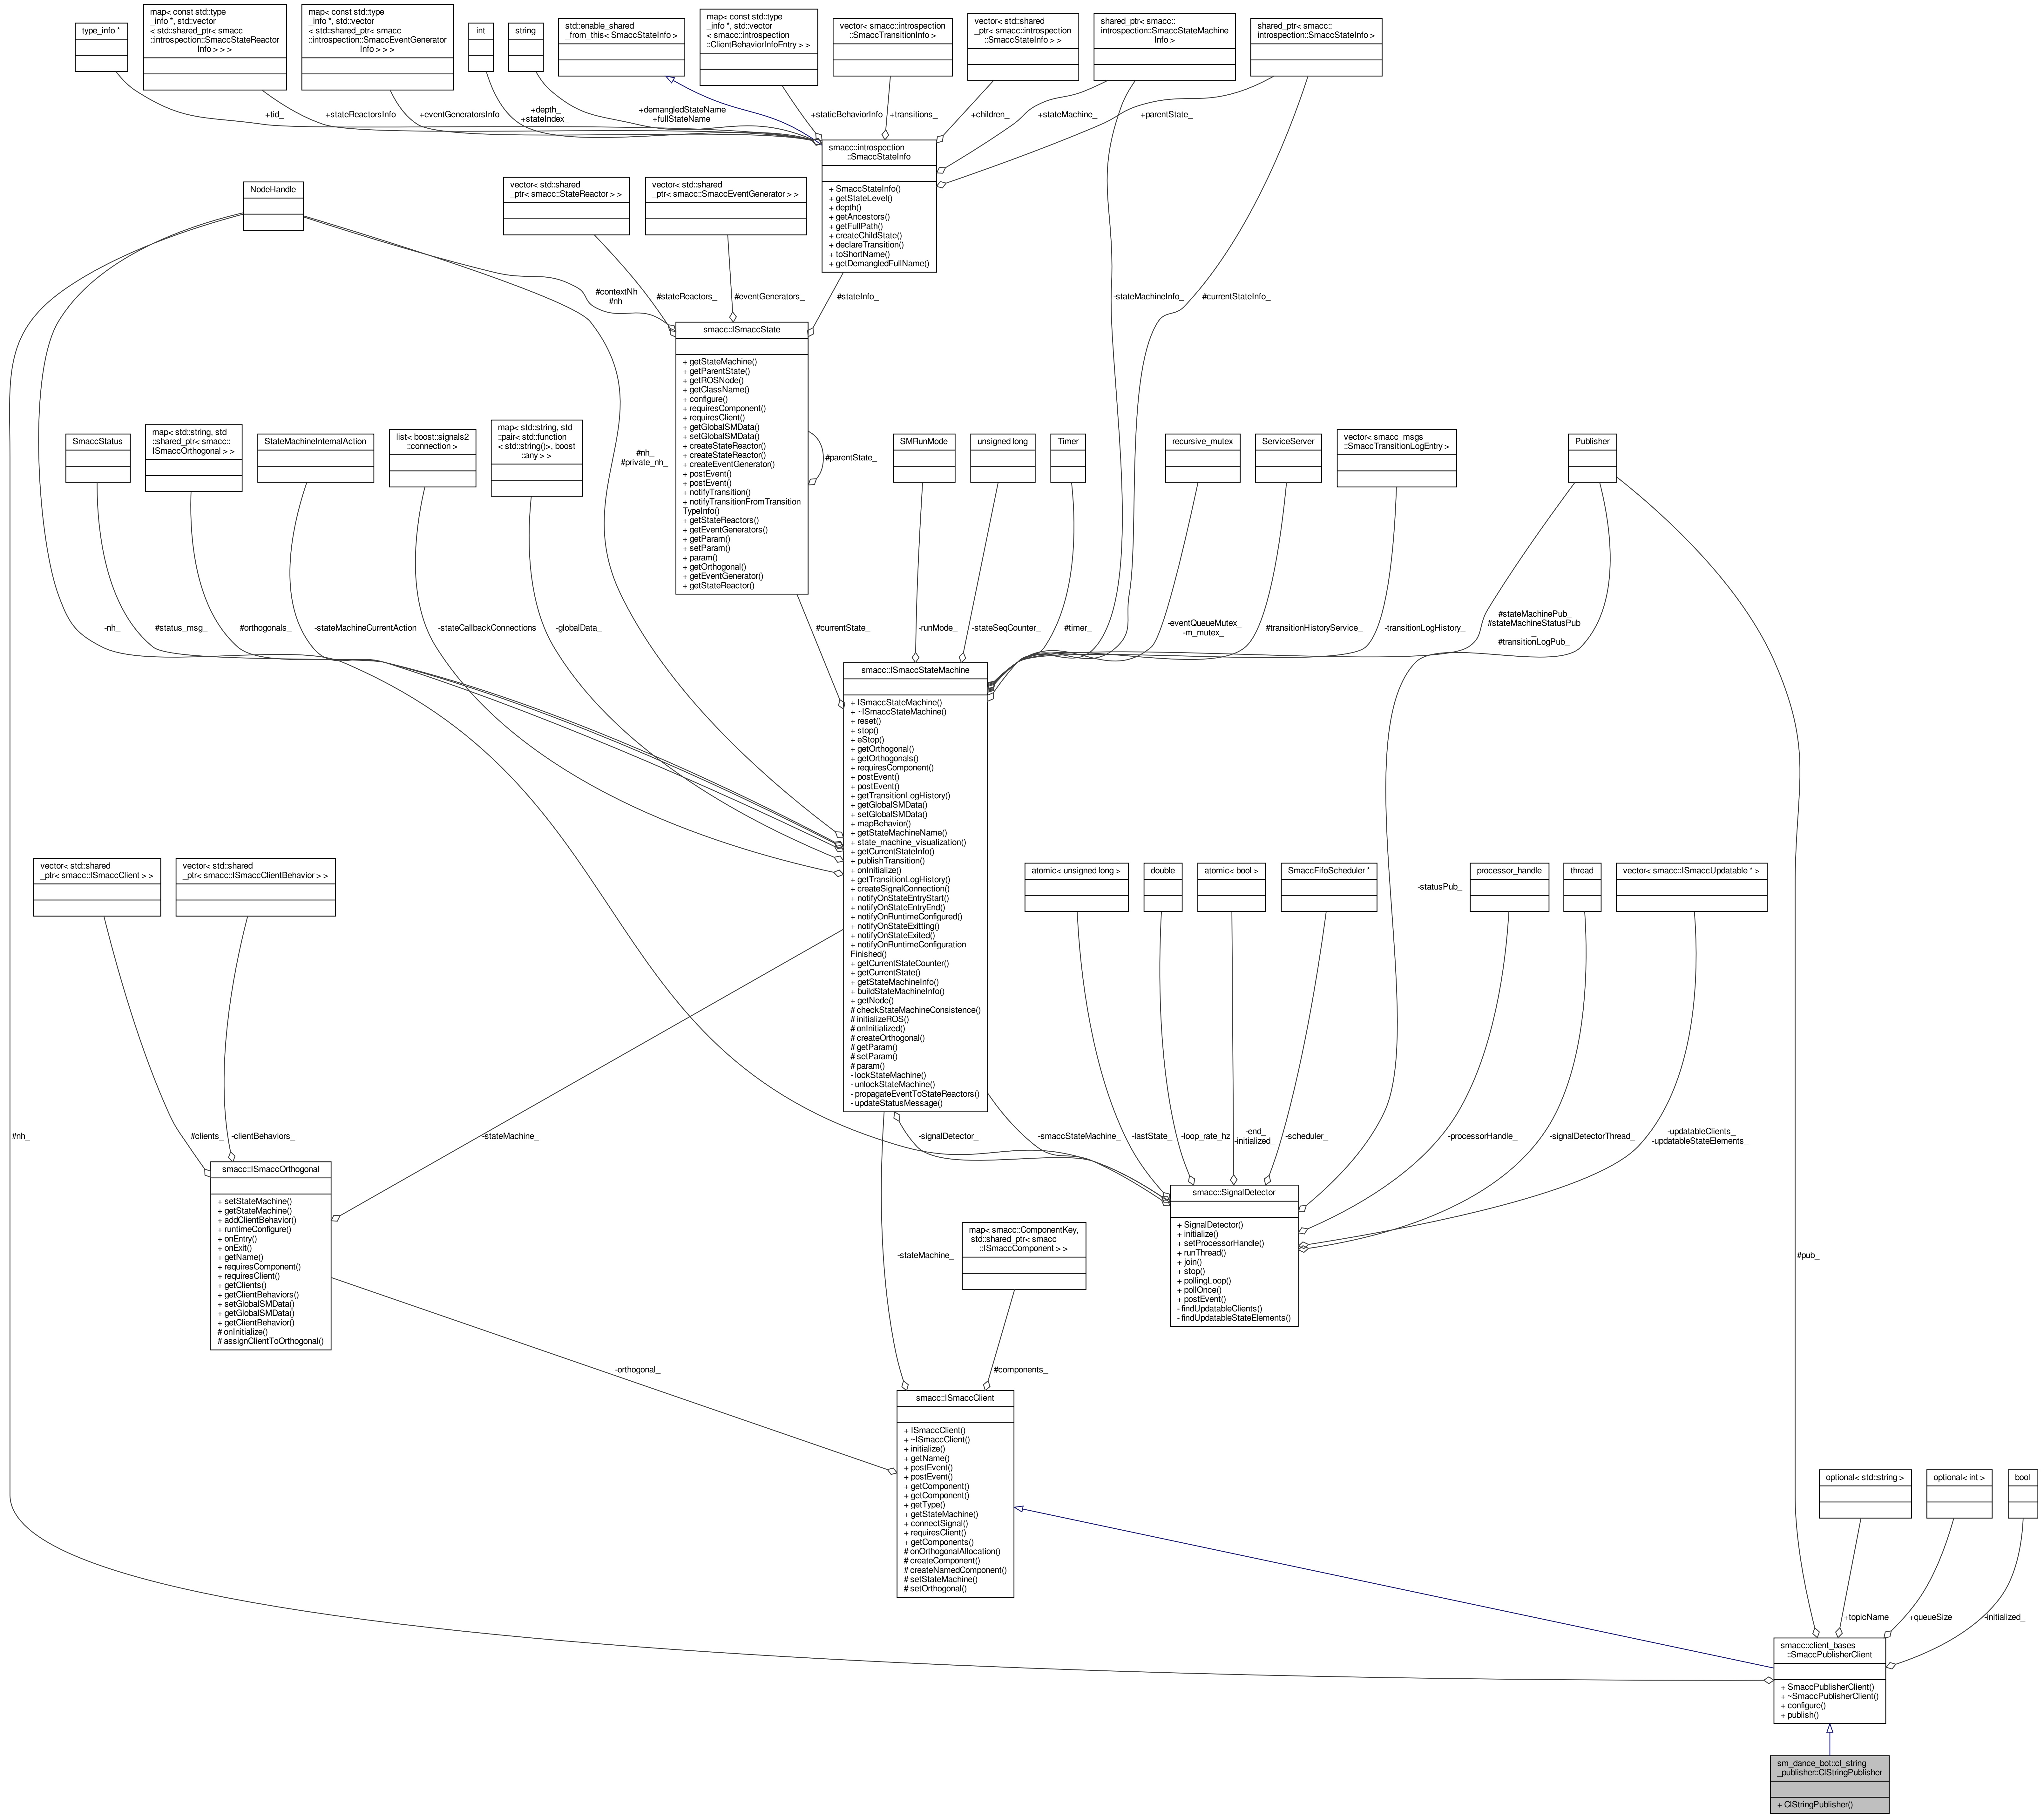 type_info *
map< const std::type
_info *, std::vector
< std::shared_ptr< smacc
::introspection::SmaccStateReactor
Info > > >
map< const std::type
_info *, std::vector
< std::shared_ptr< smacc
::introspection::SmaccEventGenerator
Info > > >
int
string
std::enable_shared
_from_this< SmaccStateInfo >
map< const std::type
_info *, std::vector
< smacc::introspection
::ClientBehaviorInfoEntry > >
vector< smacc::introspection
::SmaccTransitionInfo >
vector< std::shared
_ptr< smacc::introspection
::SmaccStateInfo > >
shared_ptr< smacc::
introspection::SmaccStateMachine
Info >
shared_ptr< smacc::
introspection::SmaccStateInfo >
+tid_
+stateReactorsInfo
+eventGeneratorsInfo
+depth_
+stateIndex_
+demangledStateName
+fullStateName
+staticBehaviorInfo
+transitions_
+children_
+stateMachine_
+parentState_
smacc::introspection
::SmaccStateInfo
+ SmaccStateInfo()
+ getStateLevel()
+ depth()
+ getAncestors()
+ getFullPath()
+ createChildState()
+ declareTransition()
+ toShortName()
+ getDemangledFullName()
NodeHandle
vector< std::shared
_ptr< smacc::StateReactor > >
vector< std::shared
_ptr< smacc::SmaccEventGenerator > >
#contextNh
#nh
#stateReactors_
#eventGenerators_
#stateInfo_
-stateMachineInfo_
#currentStateInfo_
smacc::ISmaccState
+ getStateMachine()
+ getParentState()
+ getROSNode()
+ getClassName()
+ configure()
+ requiresComponent()
+ requiresClient()
+ getGlobalSMData()
+ setGlobalSMData()
+ createStateReactor()
+ createStateReactor()
+ createEventGenerator()
+ postEvent()
+ postEvent()
+ notifyTransition()
+ notifyTransitionFromTransition
TypeInfo()
+ getStateReactors()
+ getEventGenerators()
+ getParam()
+ setParam()
+ param()
+ getOrthogonal()
+ getEventGenerator()
+ getStateReactor()
#parentState_
#nh_
#private_nh_
SmaccStatus
map< std::string, std
::shared_ptr< smacc::
ISmaccOrthogonal > >
StateMachineInternalAction
list< boost::signals2
::connection >
map< std::string, std
::pair< std::function
< std::string()>, boost
::any > >
SMRunMode
unsigned long
Timer
recursive_mutex
ServiceServer
vector< smacc_msgs
::SmaccTransitionLogEntry >
Publisher
-nh_
#status_msg_
#orthogonals_
-stateMachineCurrentAction
-stateCallbackConnections
-globalData_
#currentState_
-runMode_
-stateSeqCounter_
#timer_
-eventQueueMutex_
-m_mutex_
#transitionHistoryService_
-transitionLogHistory_
#stateMachinePub_
#stateMachineStatusPub
_
#transitionLogPub_
smacc::ISmaccStateMachine
+ ISmaccStateMachine()
+ ~ISmaccStateMachine()
+ reset()
+ stop()
+ eStop()
+ getOrthogonal()
+ getOrthogonals()
+ requiresComponent()
+ postEvent()
+ postEvent()
+ getTransitionLogHistory()
+ getGlobalSMData()
+ setGlobalSMData()
+ mapBehavior()
+ getStateMachineName()
+ state_machine_visualization()
+ getCurrentStateInfo()
+ publishTransition()
+ onInitialize()
+ getTransitionLogHistory()
+ createSignalConnection()
+ notifyOnStateEntryStart()
+ notifyOnStateEntryEnd()
+ notifyOnRuntimeConfigured()
+ notifyOnStateExitting()
+ notifyOnStateExited()
+ notifyOnRuntimeConfiguration
Finished()
+ getCurrentStateCounter()
+ getCurrentState()
+ getStateMachineInfo()
+ buildStateMachineInfo()
+ getNode()
# checkStateMachineConsistence()
# initializeROS()
# onInitialized()
# createOrthogonal()
# getParam()
# setParam()
# param()
- lockStateMachine()
- unlockStateMachine()
- propagateEventToStateReactors()
- updateStatusMessage()
vector< std::shared
_ptr< smacc::ISmaccClient > >
vector< std::shared
_ptr< smacc::ISmaccClientBehavior > >
atomic< unsigned long >
double
atomic< bool >
SmaccFifoScheduler *
-statusPub_
processor_handle
thread
vector< smacc::ISmaccUpdatable * >
#nh_
#clients_
-clientBehaviors_
-stateMachine_
-signalDetector_
-smaccStateMachine_
-lastState_
-loop_rate_hz
-end_
-initialized_
-scheduler_
-processorHandle_
-signalDetectorThread_
-updatableClients_
-updatableStateElements_
smacc::ISmaccOrthogonal
+ setStateMachine()
+ getStateMachine()
+ addClientBehavior()
+ runtimeConfigure()
+ onEntry()
+ onExit()
+ getName()
+ requiresComponent()
+ requiresClient()
+ getClients()
+ getClientBehaviors()
+ setGlobalSMData()
+ getGlobalSMData()
+ getClientBehavior()
# onInitialize()
# assignClientToOrthogonal()
smacc::SignalDetector
+ SignalDetector()
+ initialize()
+ setProcessorHandle()
+ runThread()
+ join()
+ stop()
+ pollingLoop()
+ pollOnce()
+ postEvent()
- findUpdatableClients()
- findUpdatableStateElements()
-stateMachine_
map< smacc::ComponentKey,
std::shared_ptr< smacc
::ISmaccComponent > >
#pub_
-orthogonal_
#components_
smacc::ISmaccClient
+ ISmaccClient()
+ ~ISmaccClient()
+ initialize()
+ getName()
+ postEvent()
+ postEvent()
+ getComponent()
+ getComponent()
+ getType()
+ getStateMachine()
+ connectSignal()
+ requiresClient()
+ getComponents()
# onOrthogonalAllocation()
# createComponent()
# createNamedComponent()
# setStateMachine()
# setOrthogonal()
optional< std::string >
optional< int >
bool
+topicName
+queueSize
-initialized_
smacc::client_bases
::SmaccPublisherClient
+ SmaccPublisherClient()
+ ~SmaccPublisherClient()
+ configure()
+ publish()
sm_dance_bot::cl_string
_publisher::ClStringPublisher
+ ClStringPublisher()